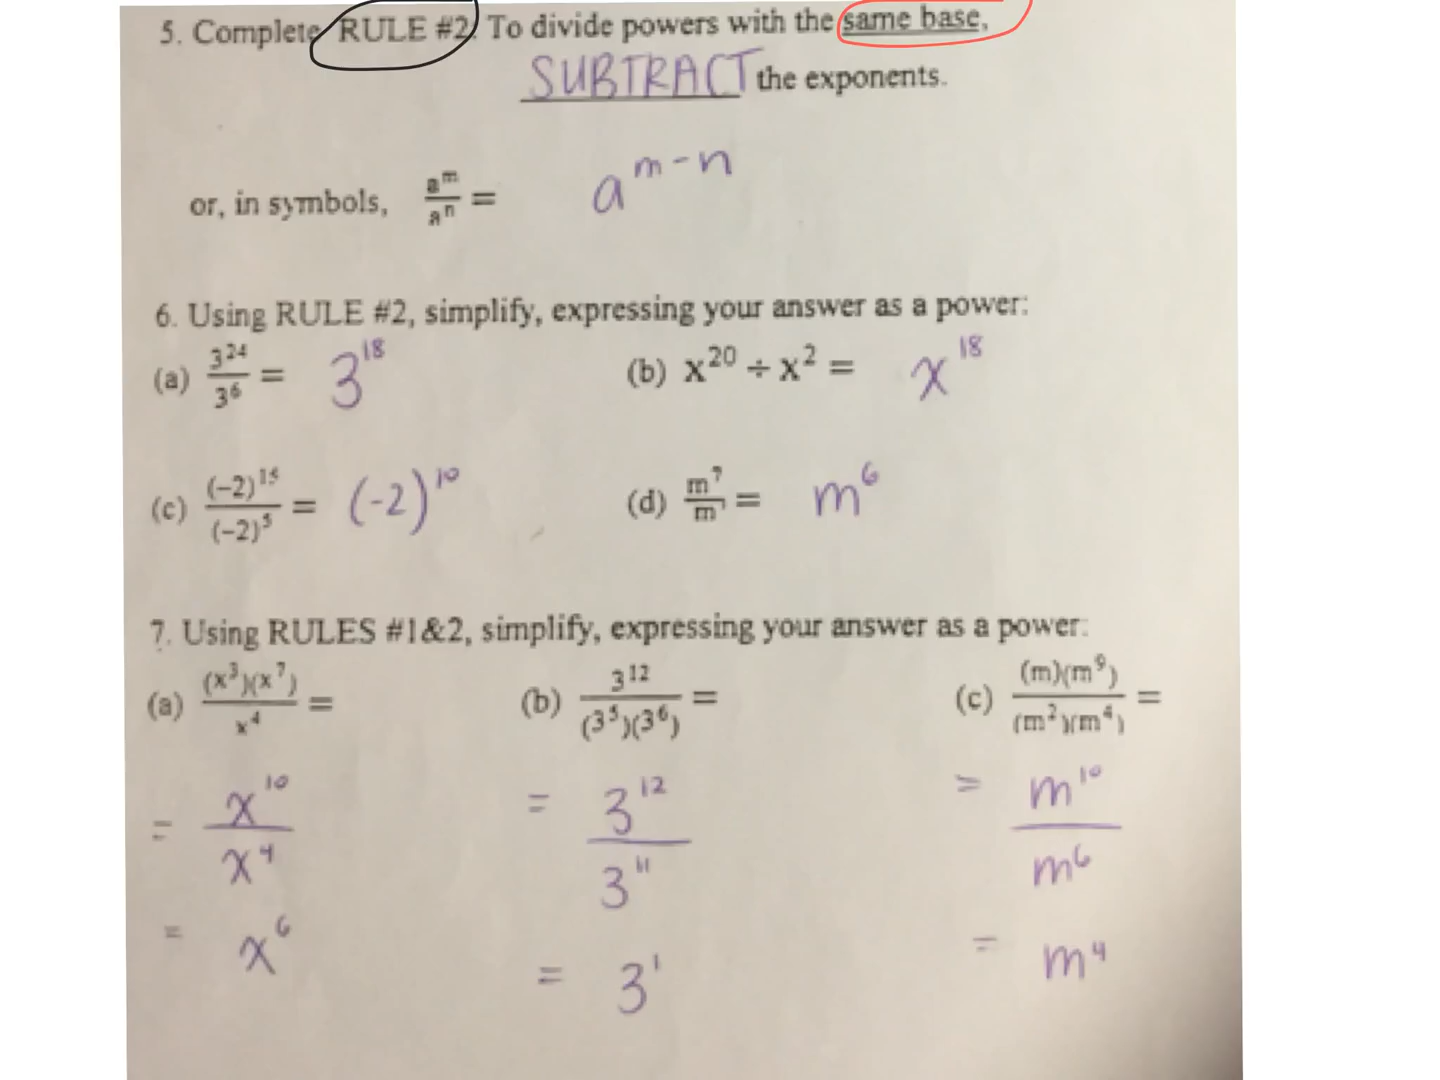 5. Complete RULE #2. To divide powers with the same base,
SUBTRACT the exponents.
or, in symbols, a^m/a^n = a^(m-n)
6. Using RULE #2, simplify, expressing your answer as a power:
(a) 3^24/3^6 = 3^18 (b) x^20 ÷ x^2 = x^18
(c) (-2)^15/(-2)^5 = (-2)^10 (d) m^7/m = m^6
7. Using RULES #1&2, simplify, expressing your answer as a power:
(a) (x^3)(x^7)/x^4 = (b) 3^12/(3^5)(3^6) = (c) (m)(m^9)/(m^2)(m^4) =
= x^10/x^4 = 3^12/3^11 = m^10/m^6
= x^6 = 3^1 = m^4